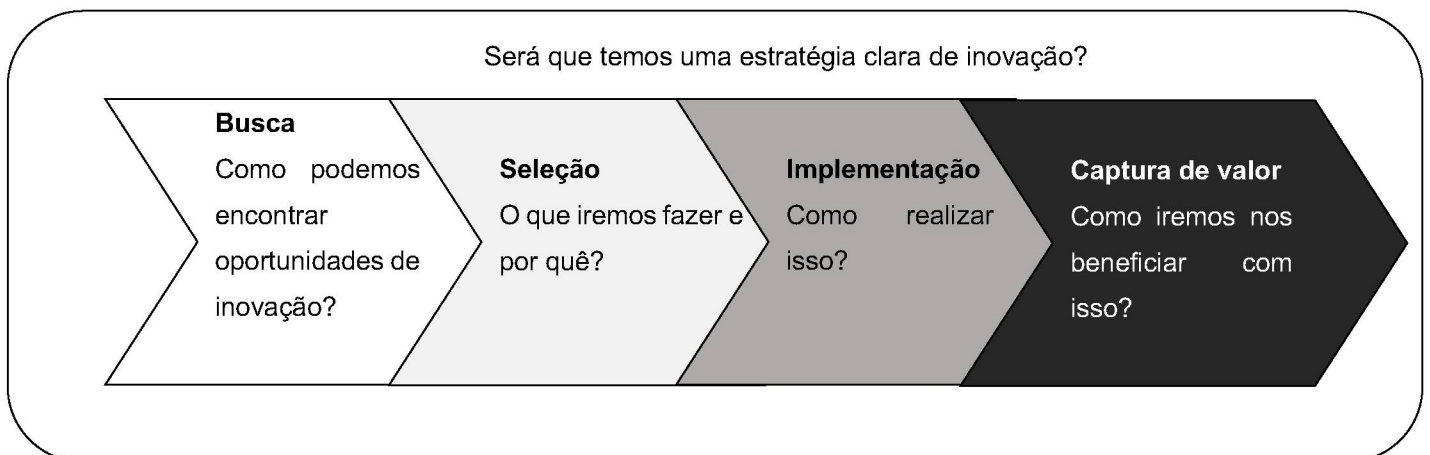 Será que temos uma estratégia clara de inovação?
Busca
Como podemos
encontrar
oportunidades de
inovação?
Seleção
O que iremos fazer e
por quê?
Implementação
Como realizar
isso?
Captura de valor
Como iremos nos
beneficiar com
isso?